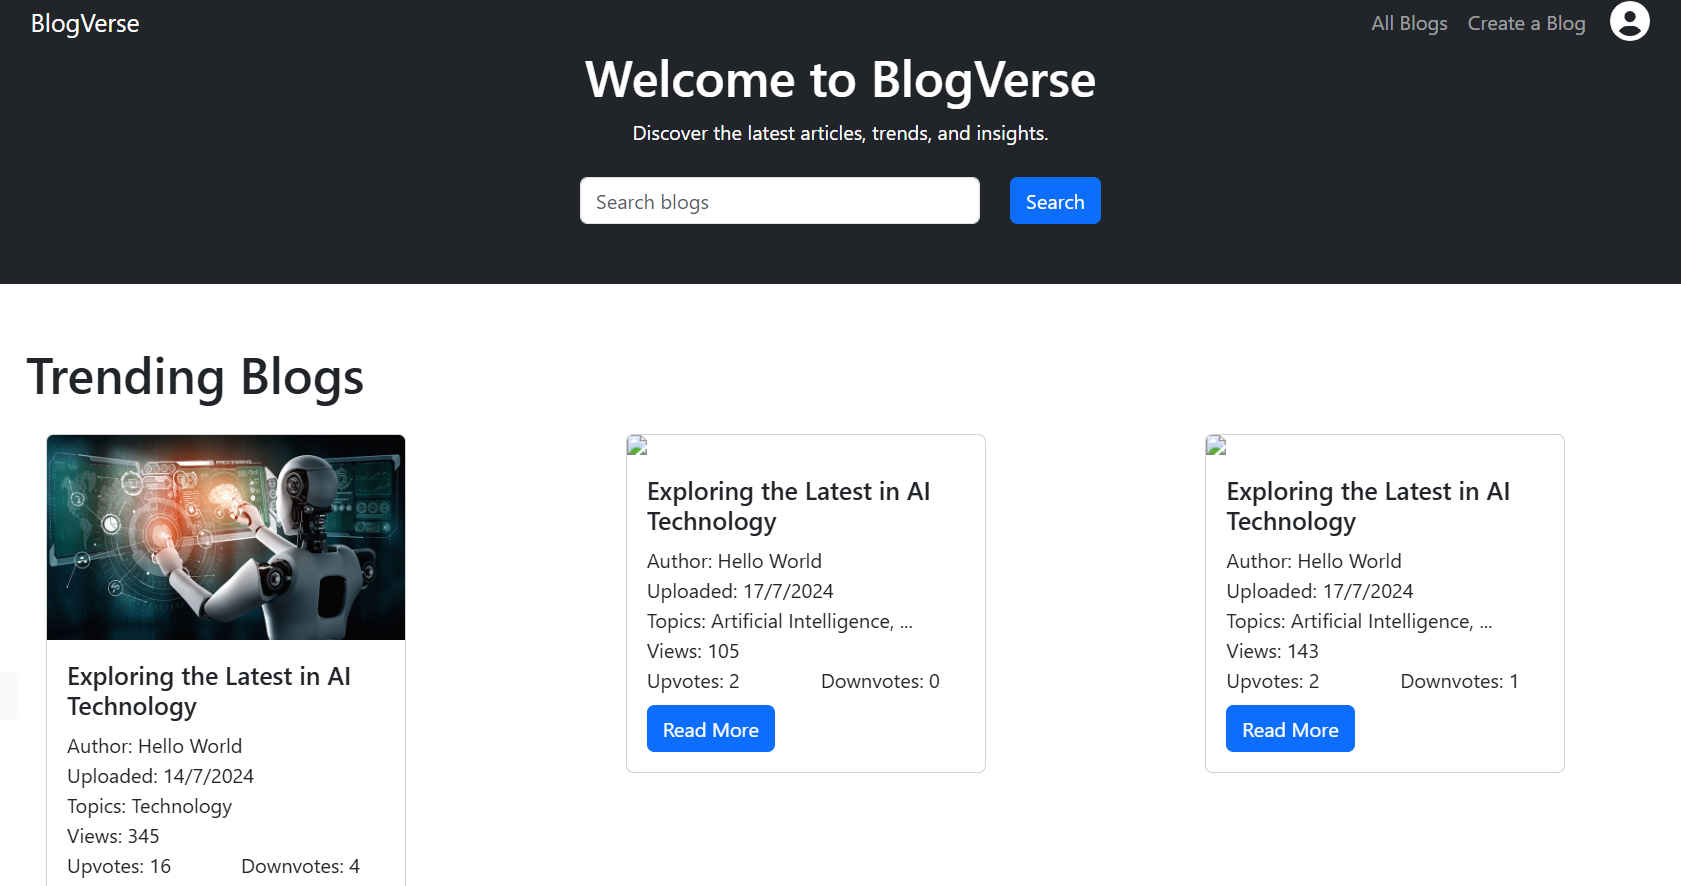 BlogVerse
All Blogs
Create a Blog
Welcome to BlogVerse
Discover the latest articles, trends, and insights.
Search blogs
Search
Trending Blogs
PROCESSING
Exploring the Latest in AI
Technology
Author: Hello World
Uploaded: 14/7/2024
Topics: Technology
Views: 345
Upvotes: 16
Downvotes: 4
Exploring the Latest in AI
Technology
Author: Hello World
Uploaded: 17/7/2024
Topics: Artificial Intelligence, ...
Views: 105
Upvotes: 2
Downvotes: 0
Read More
Exploring the Latest in AI
Technology
Author: Hello World
Uploaded: 17/7/2024
Topics: Artificial Intelligence, ...
Views: 143
Upvotes: 2
Downvotes: 1
Read More